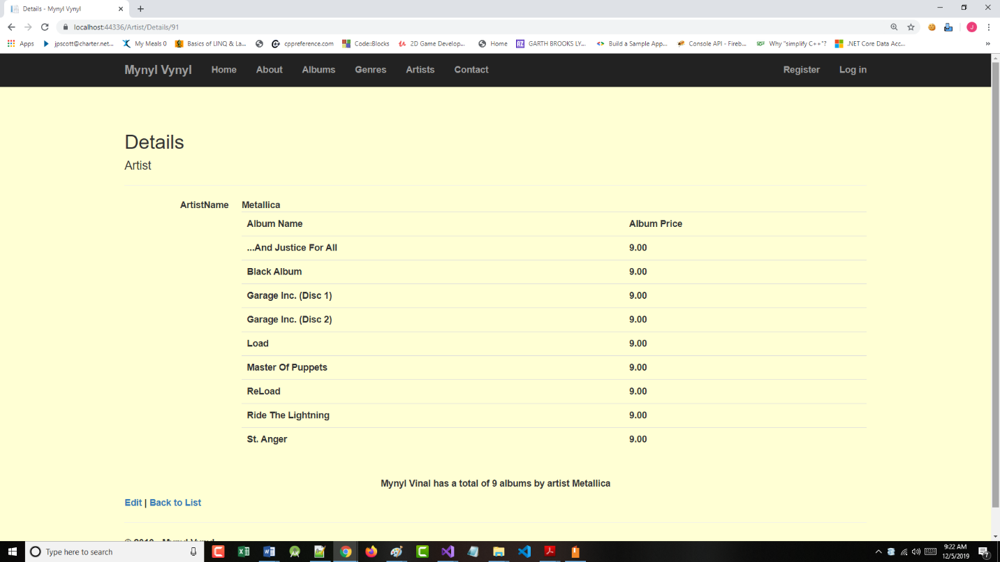 Details - Mynyl Vynyl
localhost:44336/Artist/Details/91
Apps jpscott@charter.net... My Meals 0 Basics of LINQ & La... cppreference.com Code::Blocks 2D Game Develop... Home GARTH BROOKS LY... Build a Sample App... Console API - Fireb... Why "simplify C++"? .NET Core Data Acc... »
Mynyl Vynyl Home About Albums Genres Artists Contact Register Log in
Details
Artist
ArtistName Metallica
Album Name Album Price
...And Justice For All 9.00
Black Album 9.00
Garage Inc. (Disc 1) 9.00
Garage Inc. (Disc 2) 9.00
Load 9.00
Master Of Puppets 9.00
ReLoad 9.00
Ride The Lightning 9.00
St. Anger 9.00
Mynyl Vinal has a total of 9 albums by artist Metallica
Edit | Back to List
© 2019 - Mynyl Vynyl
Type here to search
9:22 AM
12/5/2019
7